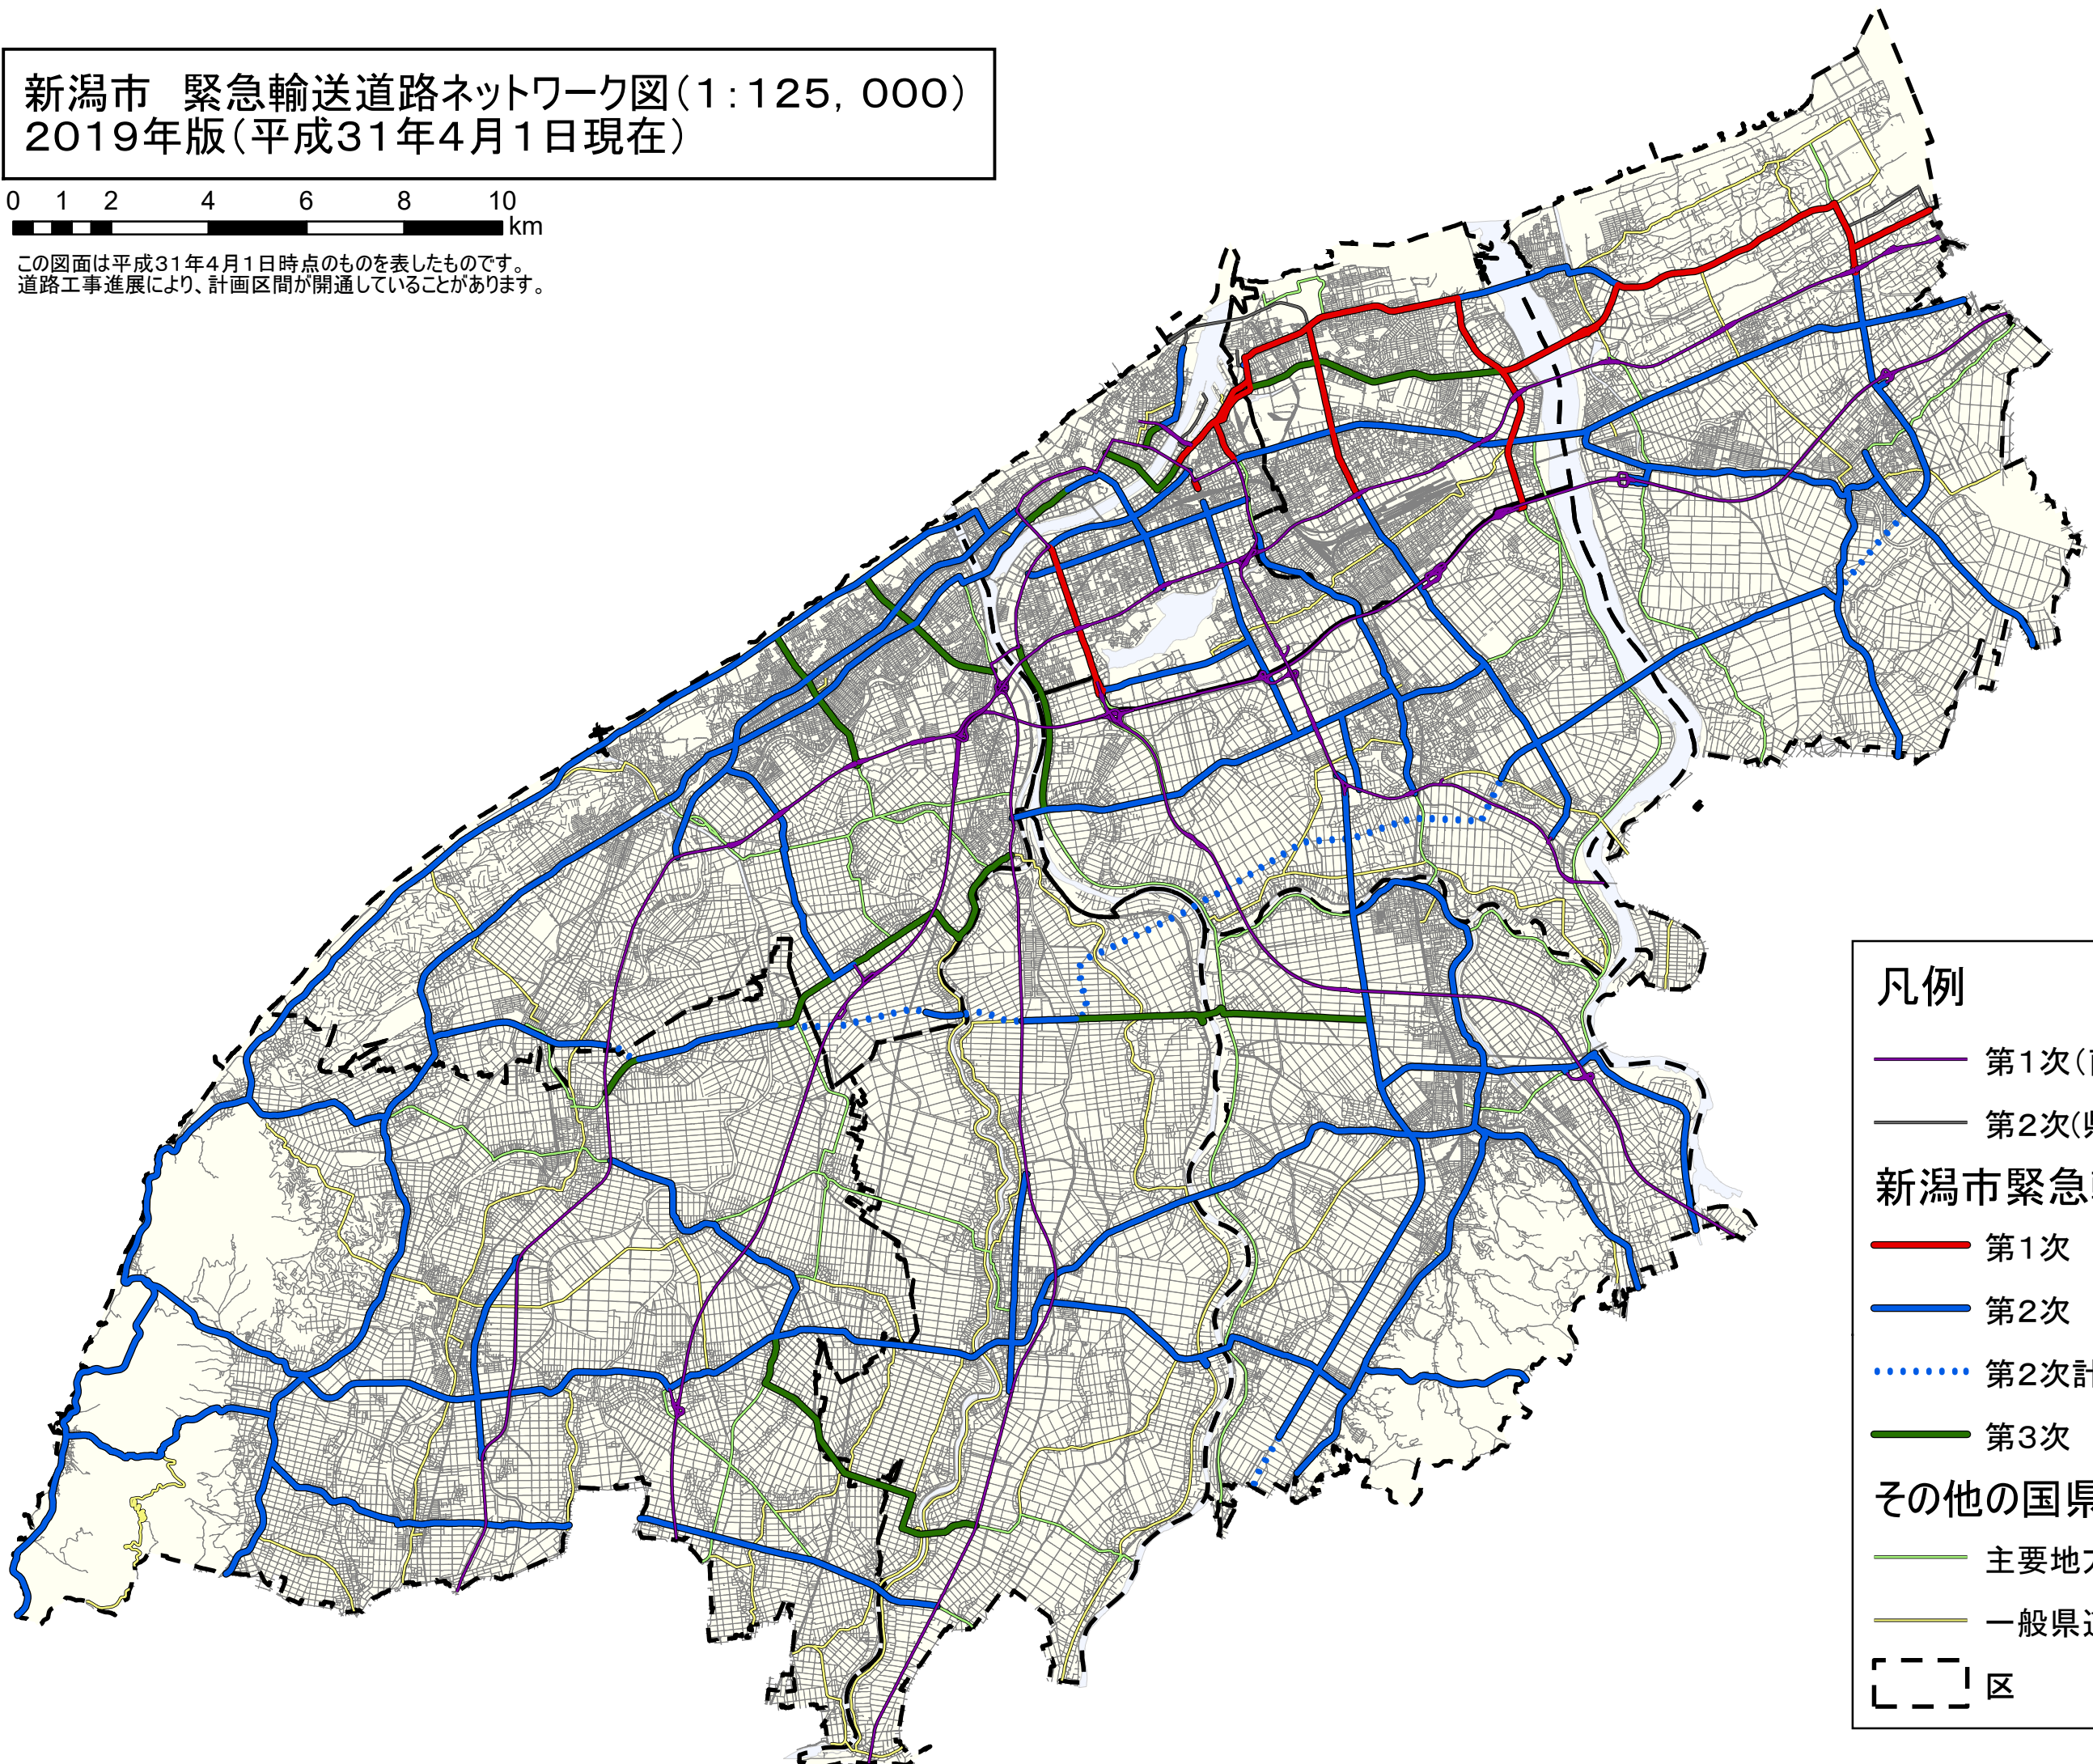 新潟市　緊急輸送道路ネットワーク図（１：１２５，０００）
２０１９年版（平成３１年４月１日現在）
0 1 2 4 6 8 10
km
この図面は平成３１年４月１日時点のものを表したものです。
道路工事進展により、計画区間が開通していることがあります。
凡例
第１次（
第２次（
新潟市緊急
第１次
第２次
第２次計
第３次
その他の国県
主要地
一般県道
区